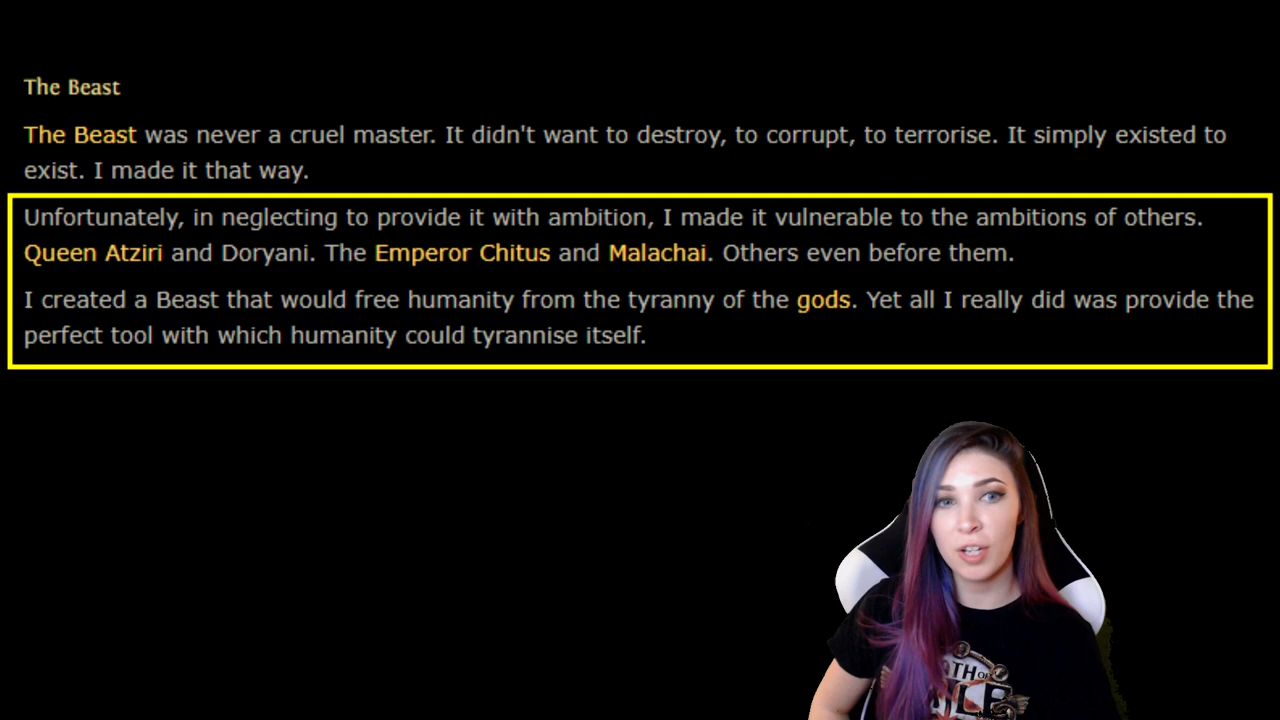 The Beast
The Beast was never a cruel master. It didn't want to destroy, to corrupt, to terrorise. It simply existed to
exist. I made it that way.
Unfortunately, in neglecting to provide it with ambition, I made it vulnerable to the ambitions of others.
Queen Atziri and Doryani. The Emperor Chitus and Malachai. Others even before them.
I created a Beast that would free humanity from the tyranny of the gods. Yet all I really did was provide the
perfect tool with which humanity could tyrannise itself.